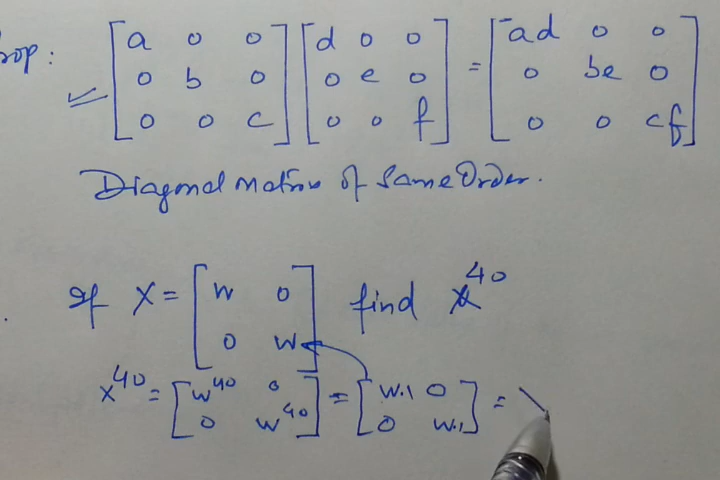 rop: [a 0 0 / 0 b 0 / 0 0 c] [d 0 0 / 0 e 0 / 0 0 f] = [ad 0 0 / 0 be 0 / 0 0 cf]
Diagonal matrix of Same Order.
If X = [w 0 / 0 w] find X^40
X^40 = [w^40 0 / 0 w^40] = [w.1 0 / 0 w.1] =